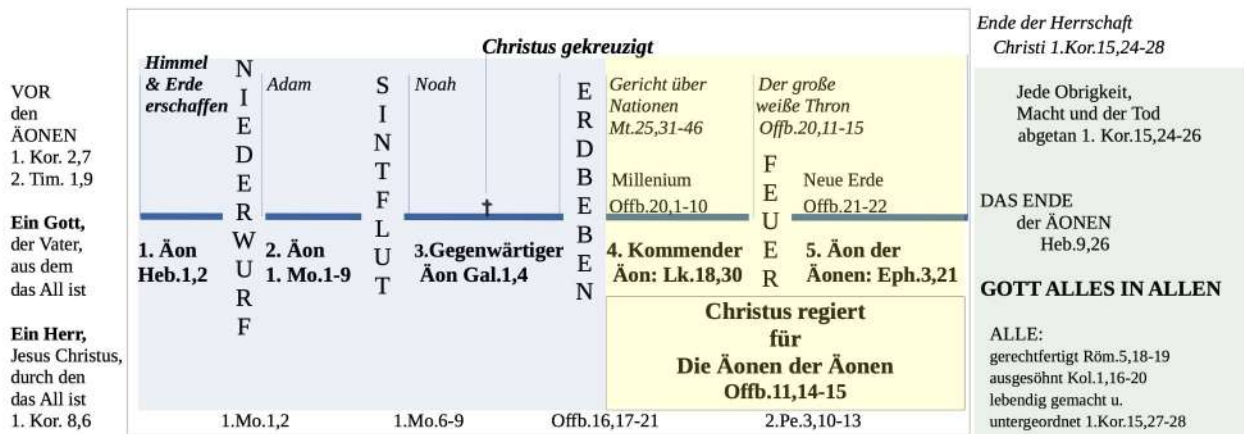 VOR
den
ÄONEN
1. Kor. 2,7
2. Tim. 1,9
Ein Gott,
der Vater,
aus dem
das All ist
Ein Herr,
Jesus Christus,
durch den
das All ist
1. Kor. 8,6
Christus gekreuzigt
Himmel
& Erde
erschaffen
NIEDERWURF
Adam
SINTFLUT
Noah
ERDBEBEN
Gericht über
Nationen
Mt.25,31-46
Der große
weiße Thron
Offb.20,11-15
Millenium
Offb.20,1-10
FEUER
Neue Erde
Offb.21-22
†
1. Äon
Heb.1,2
2. Äon
1. Mo.1-9
3.Gegenwärtiger
Äon Gal.1,4
4. Kommender
Äon: Lk.18,30
5. Äon der
Äonen: Eph.3,21
Christus regiert
für
Die Äonen der Äonen
Offb.11,14-15
1.Mo.1,2
1.Mo.6-9
Offb.16,17-21
2.Pe.3,10-13
Ende der Herrschaft
Christi 1.Kor.15,24-28
Jede Obrigkeit,
Macht und der Tod
abgetan 1. Kor.15,24-26
DAS ENDE
der ÄONEN
Heb.9,26
GOTT ALLES IN ALLEN
ALLE:
gerechtfertigt Röm.5,18-19
ausgesöhnt Kol.1,16-20
lebendig gemacht u.
untergeordnet 1.Kor.15,27-28